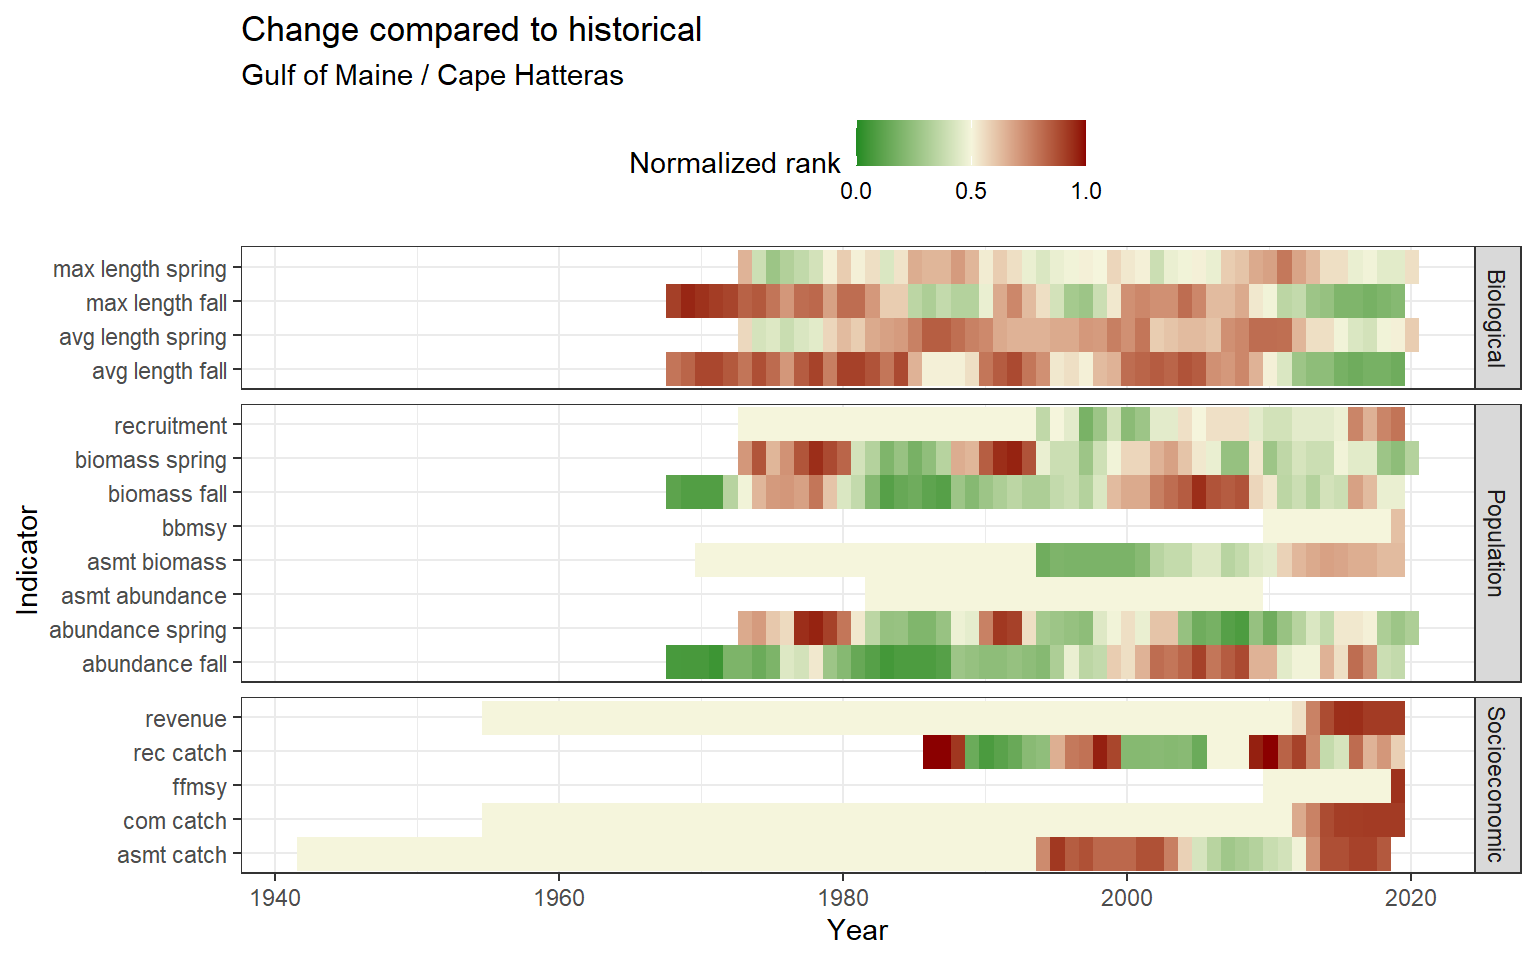 Change compared to historical
Gulf of Maine / Cape Hatteras
Normalized rank
0.0 0.5 1.0
max length spring
max length fall
avg length spring
avg length fall
Biological
recruitment
biomass spring
biomass fall
bbmsy
asmt biomass
asmt abundance
abundance spring
abundance fall
Population
revenue
rec catch
ffmsy
com catch
asmt catch
Socioeconomic
Indicator
1940 1960 1980 2000 2020
Year